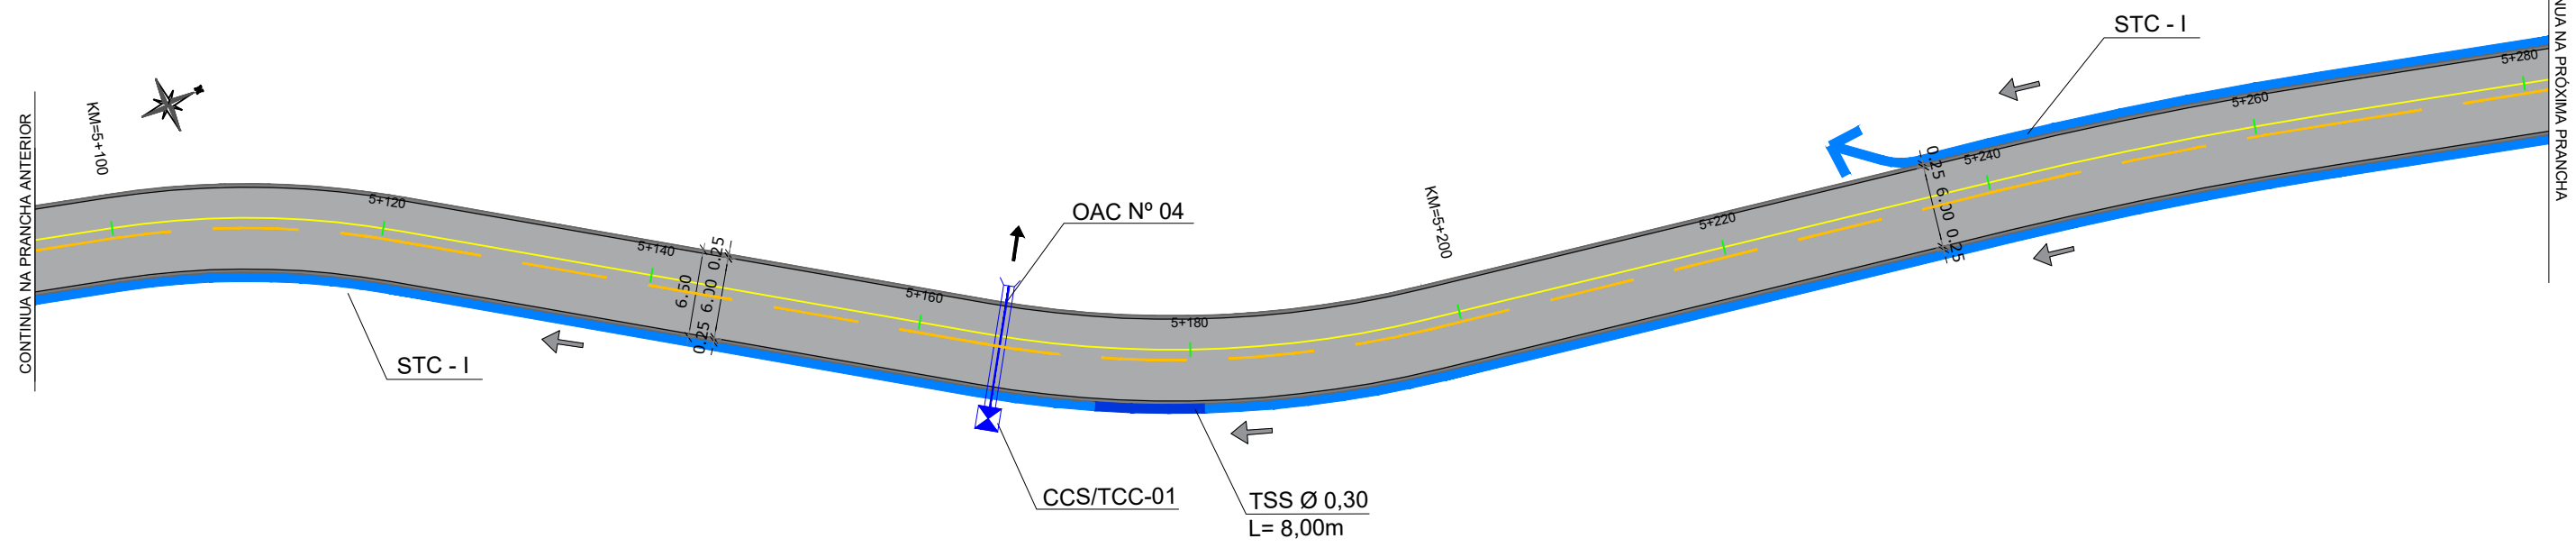 CONTINUA NA PRANCHA ANTERIOR
KM=5+100
5+120
STC - I
5+140
6.50
0.25 6.00 0.25
5+160
OAC Nº 04
CCS/TCC-01
5+180
TSS Ø 0,30
L= 8,00m
KM=5+200
5+220
0.25 6.00 0.25
5+240
STC - I
5+260
5+280
NA PRÓXIMA PRANCHA